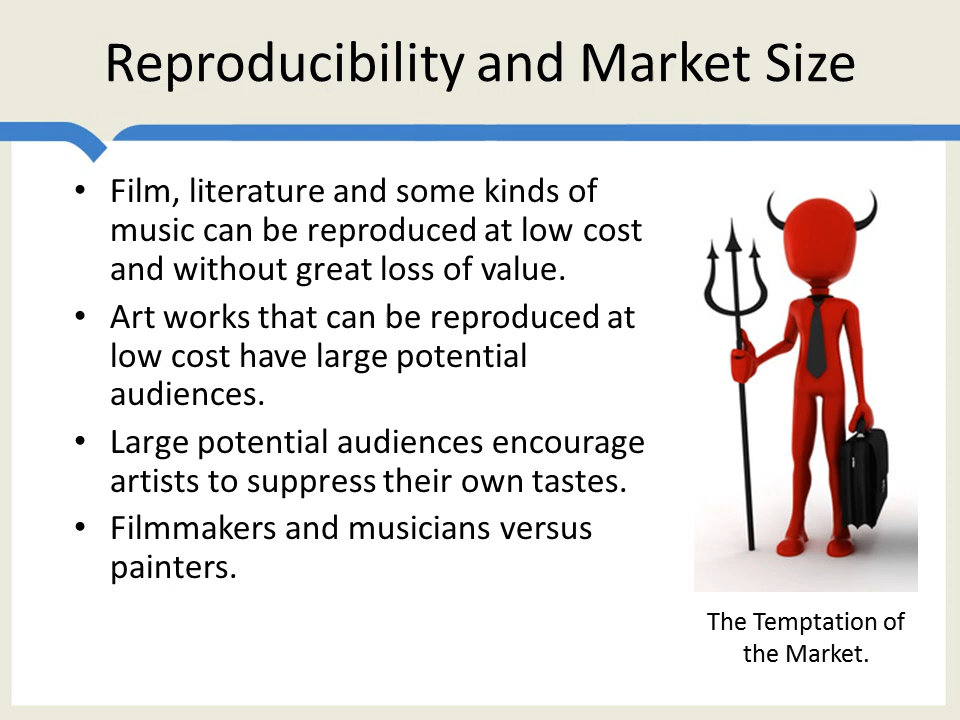 Reproducibility and Market Size
• Film, literature and some kinds of
music can be reproduced at low cost
and without great loss of value.
• Art works that can be reproduced at
low cost have large potential
audiences.
• Large potential audiences encourage
artists to suppress their own tastes.
• Filmmakers and musicians versus
painters.
The Temptation of
the Market.